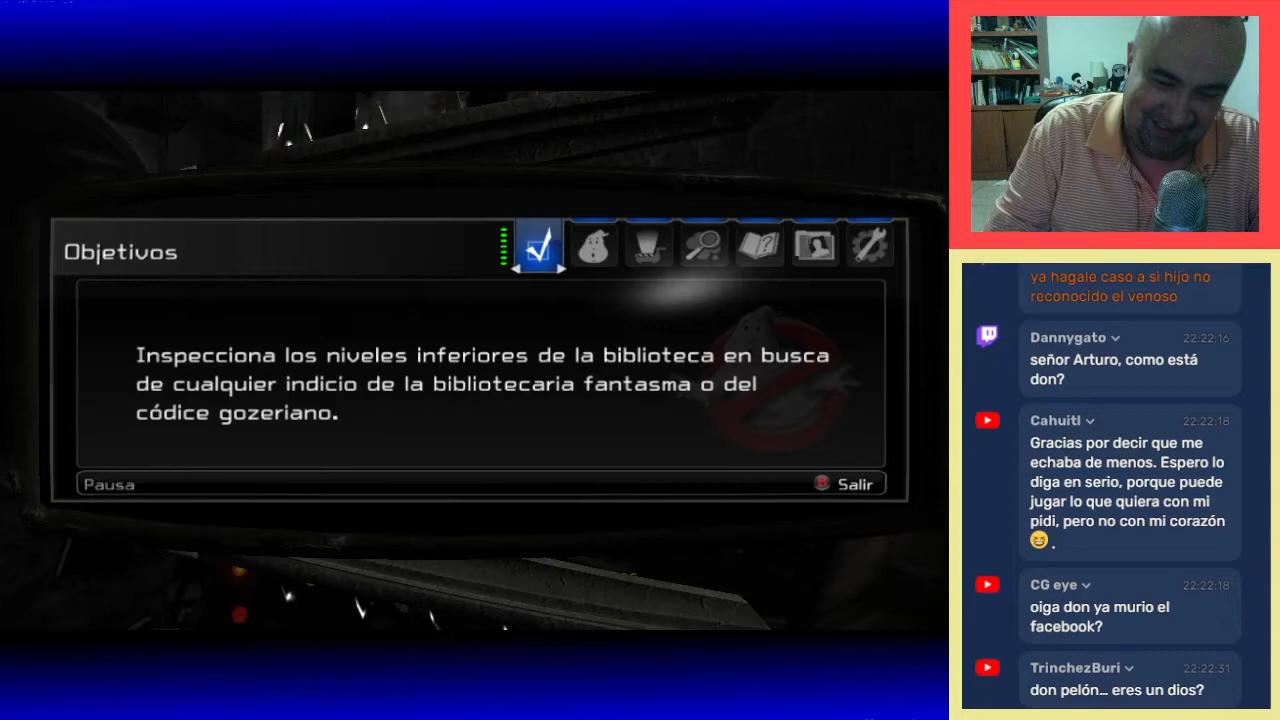 Objetivos
Inspecciona los niveles inferiores de la biblioteca en busca
de cualquier indicio de la bibliotecaria fantasma o del
códice gozeriano.
Pausa
Salir
ya hagale caso a si hijo no
reconocido el venoso
Dannygato 22:22:16
señor Arturo, como está
don?
Cahuitl 22:22:18
Gracias por decir que me
echaba de menos. Espero lo
diga en serio, porque puede
jugar lo que quiera con mi
pidi, pero no con mi corazón
😆 .
CG eye 22:22:18
oiga don ya murio el
facebook?
TrinchezBuri 22:22:31
don pelón... eres un dios?